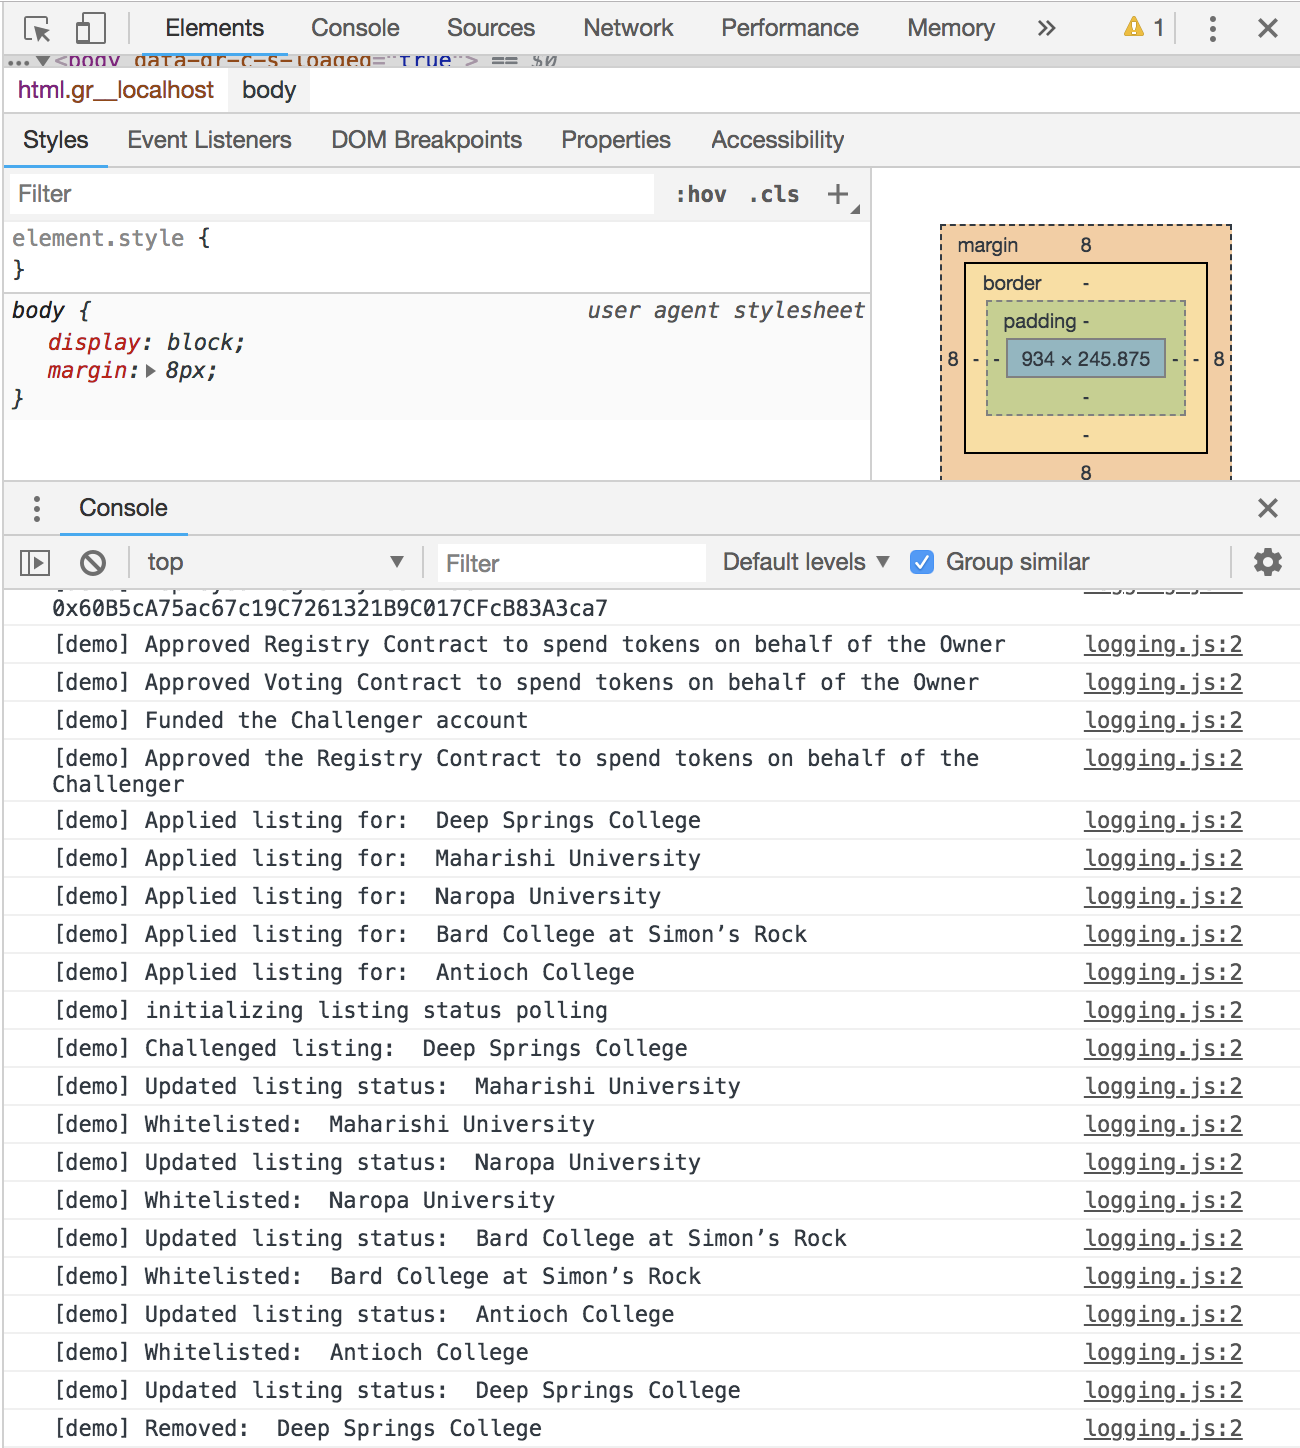 Elements Console Sources Network Performance Memory » 1
<body data-gr-c-s-loaded="true"> == $0
html.gr__localhost body
Styles Event Listeners DOM Breakpoints Properties Accessibility
Filter :hov .cls +
element.style {
}
body { user agent stylesheet
display: block;
margin: 8px;
}
margin 8
border -
padding -
8 - - 934 × 245.875 - - 8
-
-
8
Console
top Filter Default levels Group similar
0x60B5cA75ac67c19C7261321B9C017CFcB83A3ca7
[demo] Approved Registry Contract to spend tokens on behalf of the Owner logging.js:2
[demo] Approved Voting Contract to spend tokens on behalf of the Owner logging.js:2
[demo] Funded the Challenger account logging.js:2
[demo] Approved the Registry Contract to spend tokens on behalf of the logging.js:2
Challenger
[demo] Applied listing for: Deep Springs College logging.js:2
[demo] Applied listing for: Maharishi University logging.js:2
[demo] Applied listing for: Naropa University logging.js:2
[demo] Applied listing for: Bard College at Simon’s Rock logging.js:2
[demo] Applied listing for: Antioch College logging.js:2
[demo] initializing listing status polling logging.js:2
[demo] Challenged listing: Deep Springs College logging.js:2
[demo] Updated listing status: Maharishi University logging.js:2
[demo] Whitelisted: Maharishi University logging.js:2
[demo] Updated listing status: Naropa University logging.js:2
[demo] Whitelisted: Naropa University logging.js:2
[demo] Updated listing status: Bard College at Simon’s Rock logging.js:2
[demo] Whitelisted: Bard College at Simon’s Rock logging.js:2
[demo] Updated listing status: Antioch College logging.js:2
[demo] Whitelisted: Antioch College logging.js:2
[demo] Updated listing status: Deep Springs College logging.js:2
[demo] Removed: Deep Springs College logging.js:2